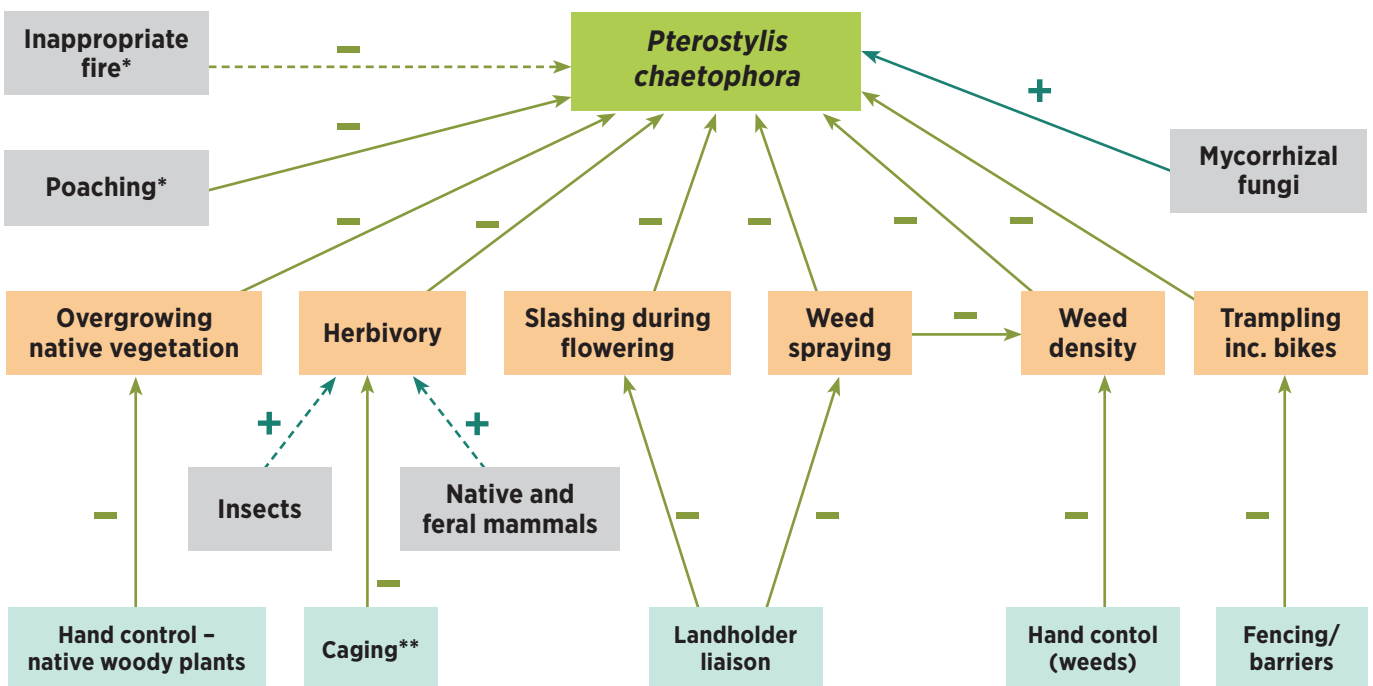 Inappropriate
fire*
Pterostylis
chaetophora
Poaching*
Mycorrhizal
fungi
Overgrowing
native vegetation
Herbivory
Slashing during
flowering
Weed
spraying
Weed
density
Trampling
inc. bikes
Insects
Native and
feral mammals
Hand control –
native woody plants
Caging**
Landholder
liaison
Hand contol
(weeds)
Fencing/
barriers